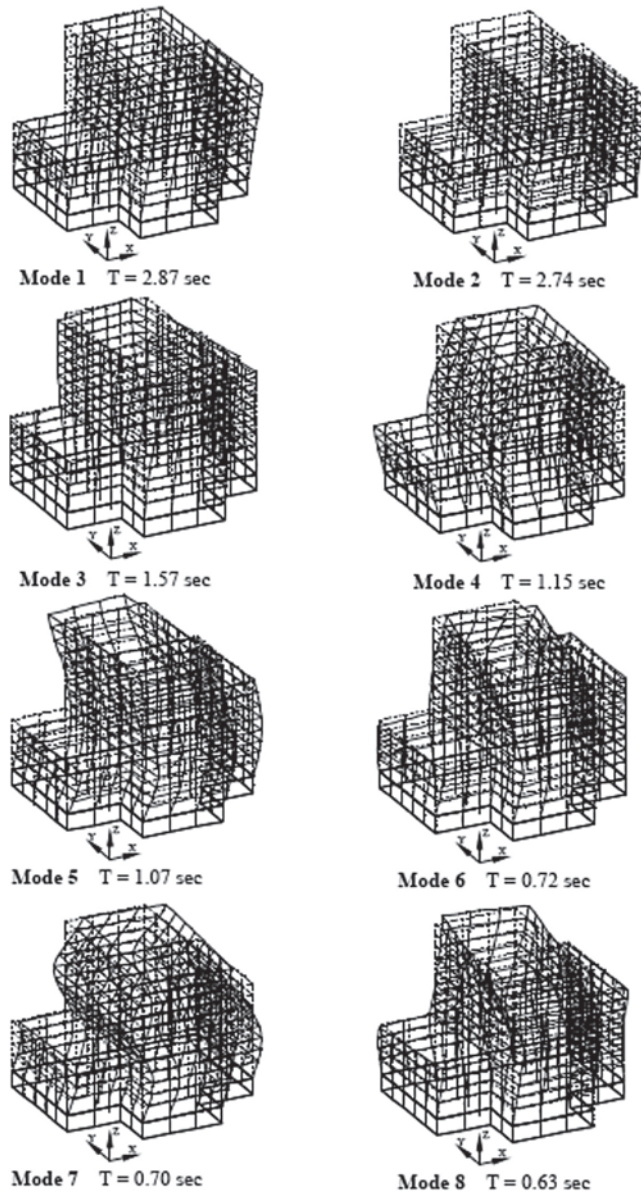 Y Z X
Y Z X
Mode 1 T = 2.87 sec
Mode 2 T = 2.74 sec
Y Z X
Y Z X
Mode 3 T = 1.57 sec
Mode 4 T = 1.15 sec
Y Z X
Y Z X
Mode 5 T = 1.07 sec
Mode 6 T = 0.72 sec
Y Z X
Y Z X
Mode 7 T = 0.70 sec
Mode 8 T = 0.63 sec